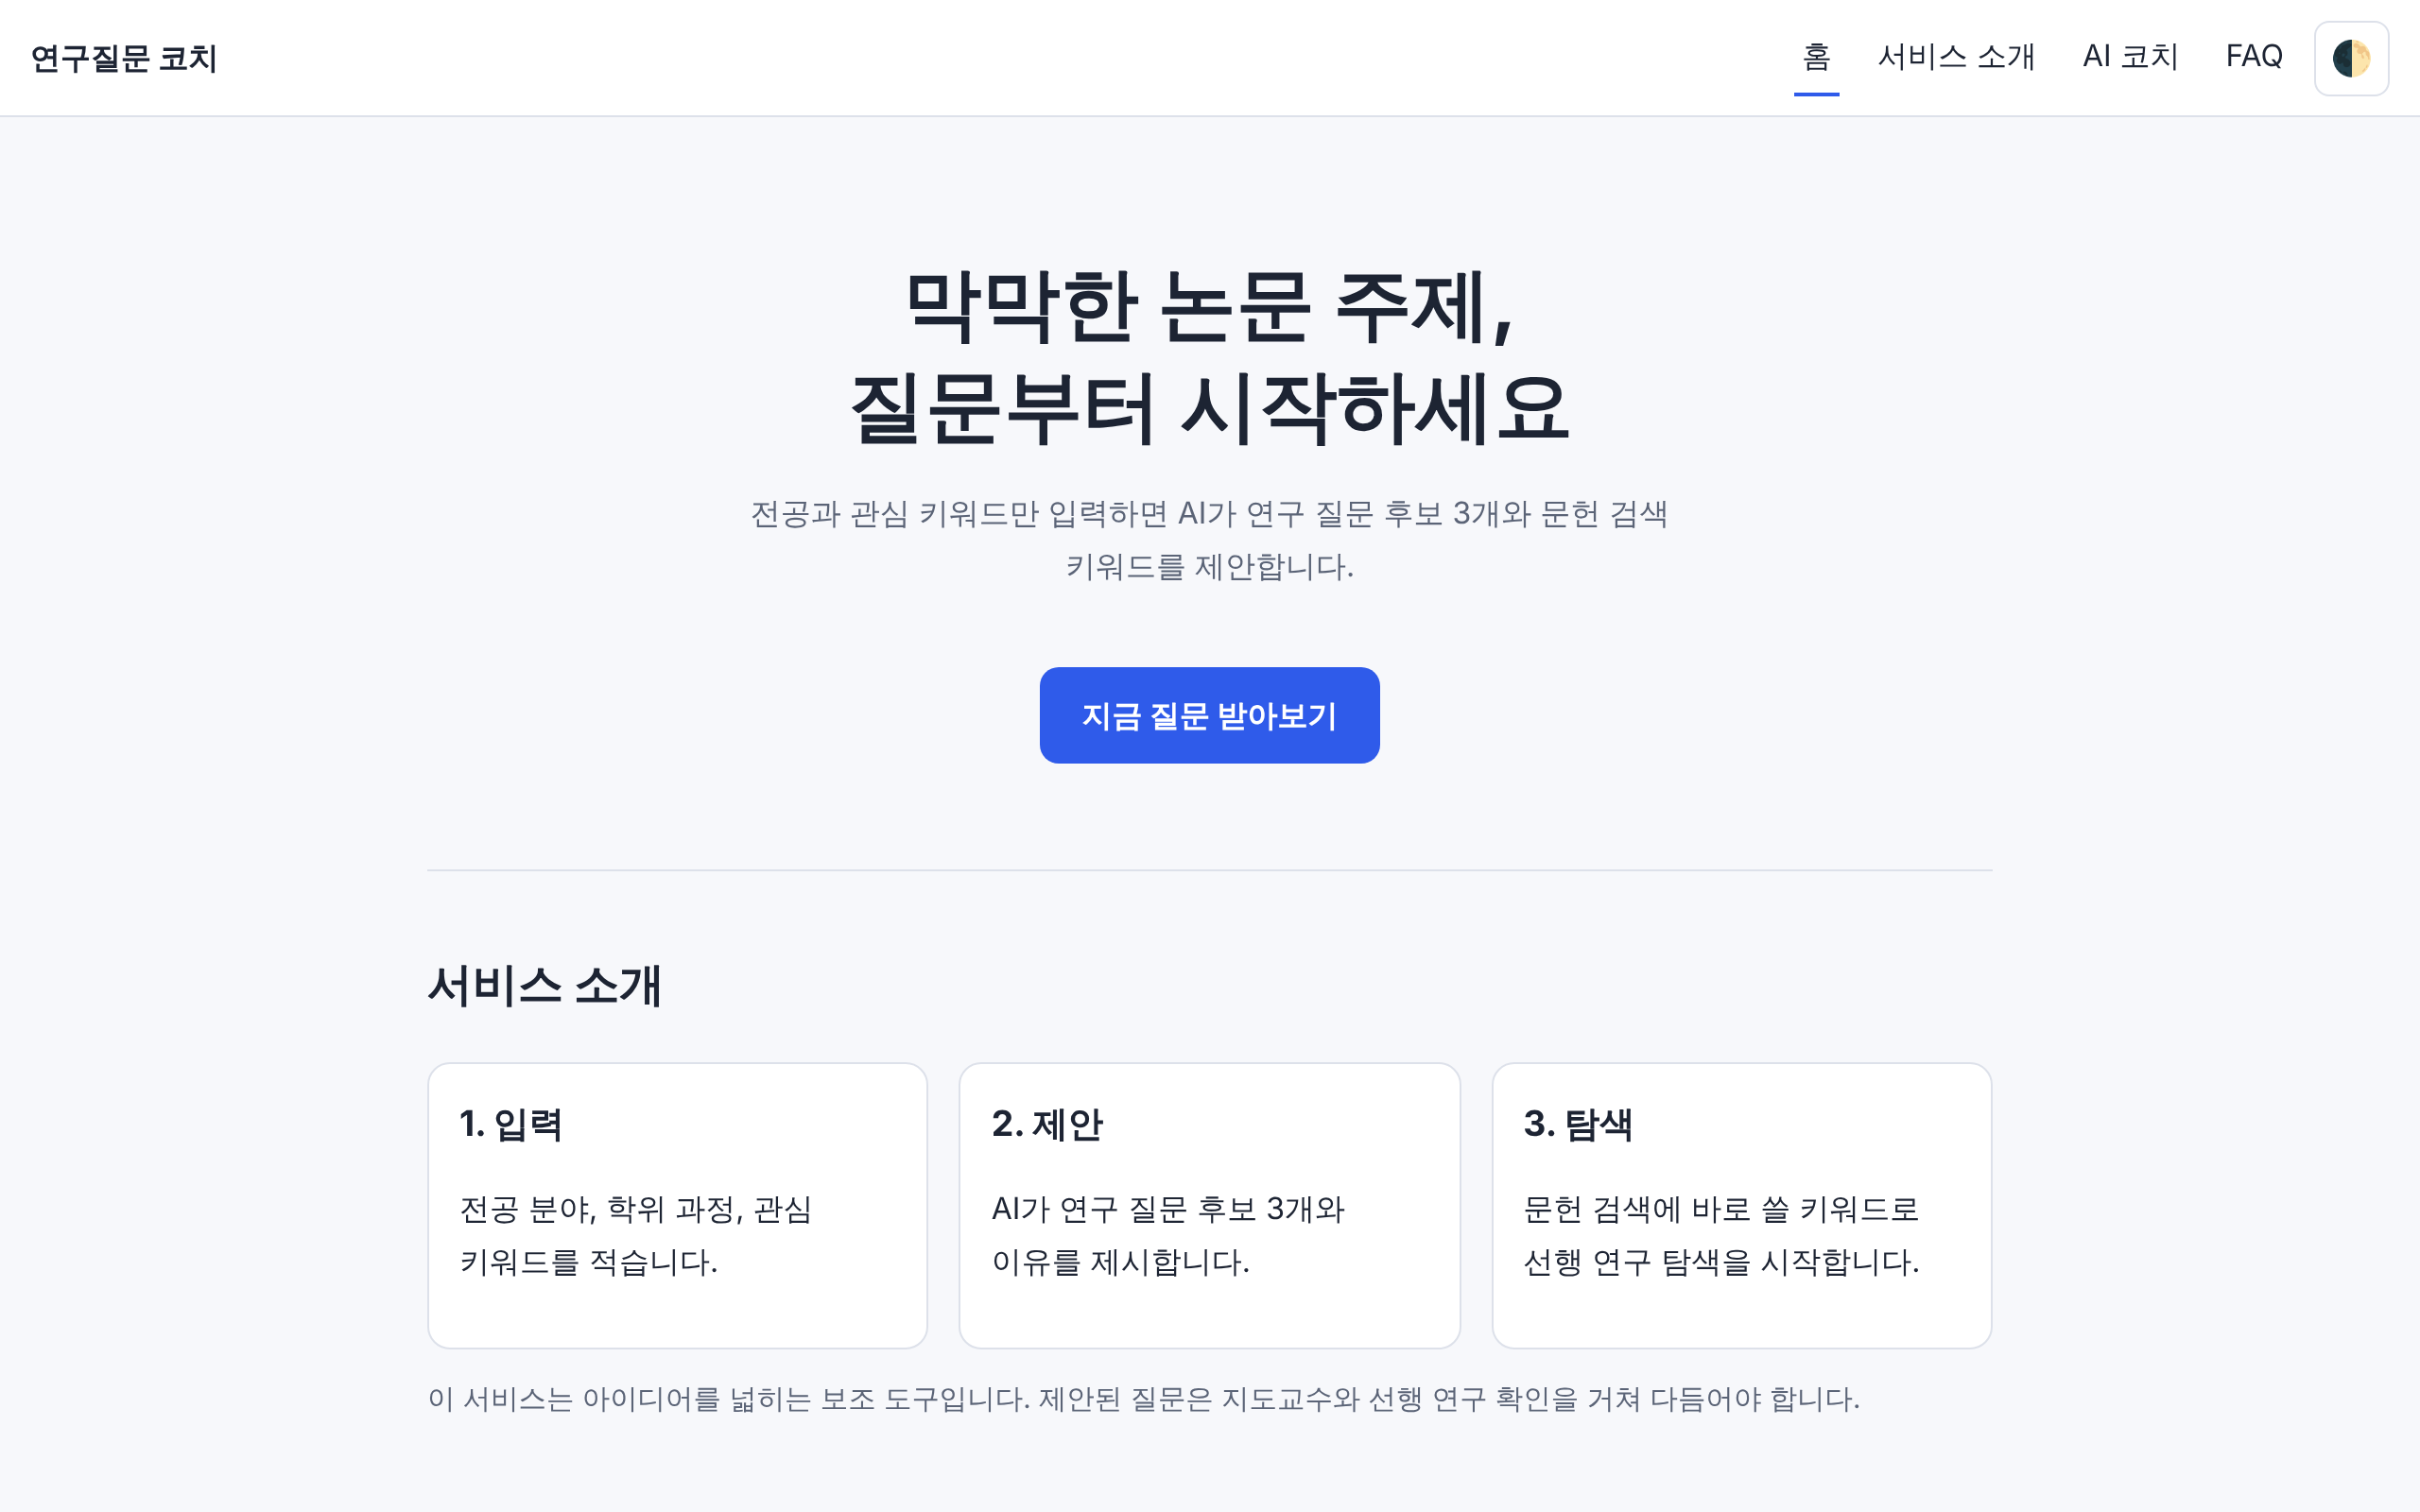 연구질문 코치
홈
서비스 소개
AI 코치
FAQ
막막한 논문 주제,
질문부터 시작하세요
전공과 관심 키워드만 입력하면 AI가 연구 질문 후보 3개와 문헌 검색
키워드를 제안합니다.
지금 질문 받아보기
서비스 소개
1. 입력
전공 분야, 학위 과정, 관심
키워드를 적습니다.
2. 제안
AI가 연구 질문 후보 3개와
이유를 제시합니다.
3. 탐색
문헌 검색에 바로 쓸 키워드로
선행 연구 탐색을 시작합니다.
이 서비스는 아이디어를 넓히는 보조 도구입니다. 제안된 질문은 지도교수와 선행 연구 확인을 거쳐 다듬어야 합니다.